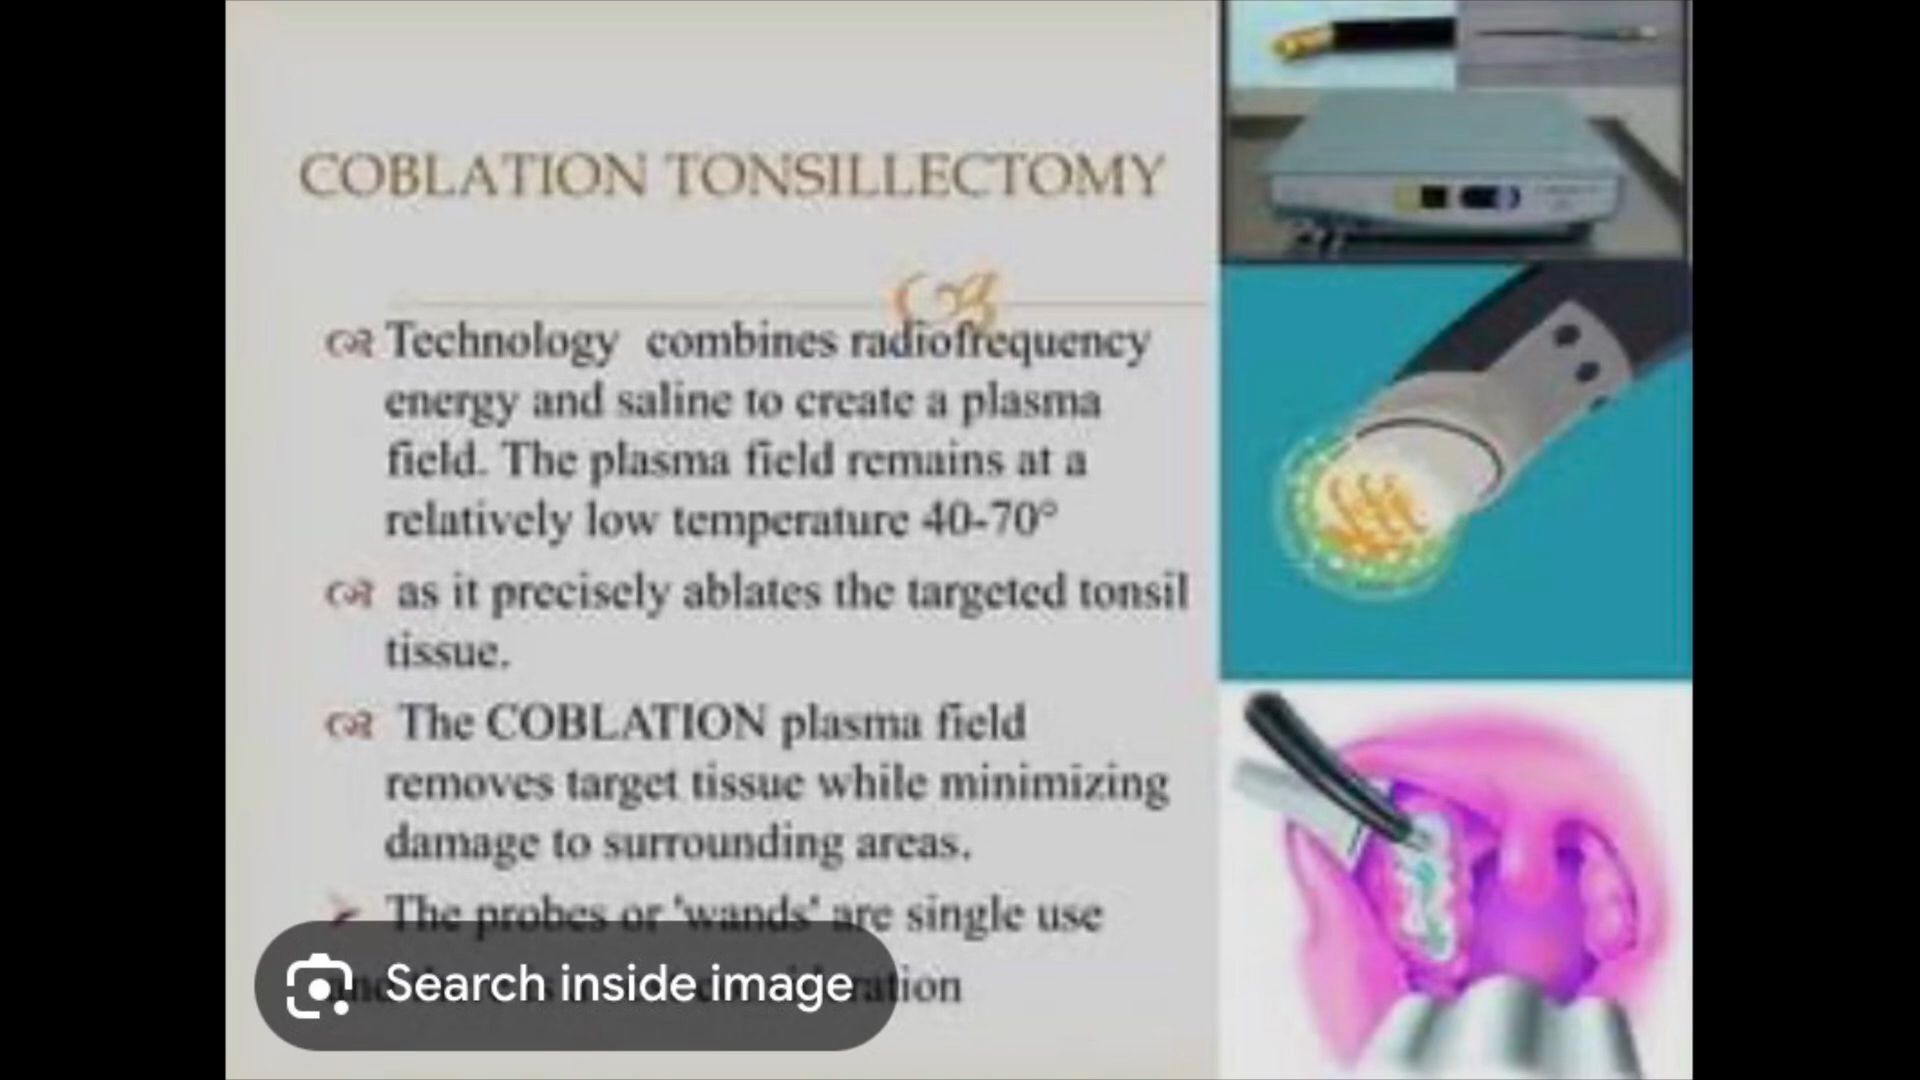 COBLATION TONSILLECTOMY
Technology combines radiofrequency
energy and saline to create a plasma
field. The plasma field remains at a
relatively low temperature 40-70°
as it precisely ablates the targeted tonsil
tissue.
The COBLATION plasma field
removes target tissue while minimizing
damage to surrounding areas.
The probes or 'wands' are single use
Search inside image